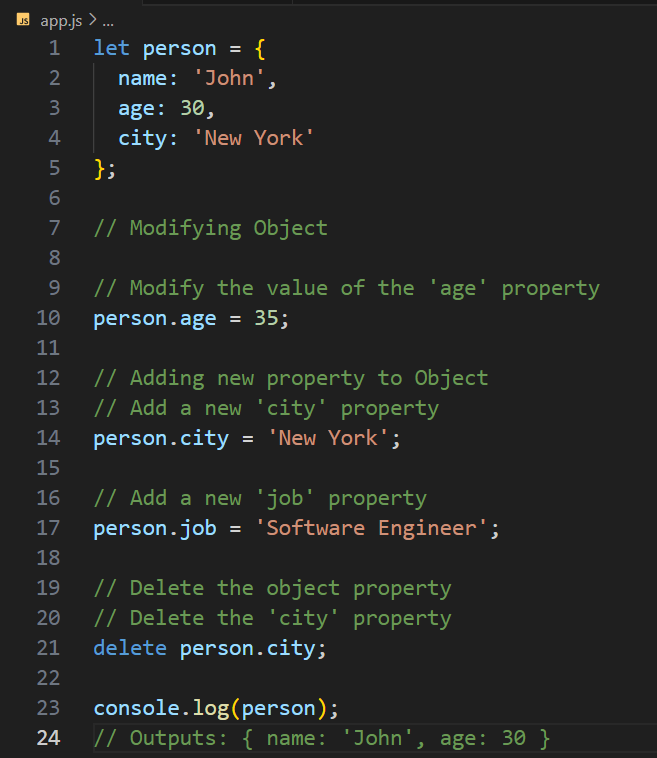 JS app.js > ...
1 let person = {
2   name: 'John',
3   age: 30,
4   city: 'New York'
5 };
6
7 // Modifying Object
8
9 // Modify the value of the 'age' property
10 person.age = 35;
11
12 // Adding new property to Object
13 // Add a new 'city' property
14 person.city = 'New York';
15
16 // Add a new 'job' property
17 person.job = 'Software Engineer';
18
19 // Delete the object property
20 // Delete the 'city' property
21 delete person.city;
22
23 console.log(person);
24 // Outputs: { name: 'John', age: 30 }